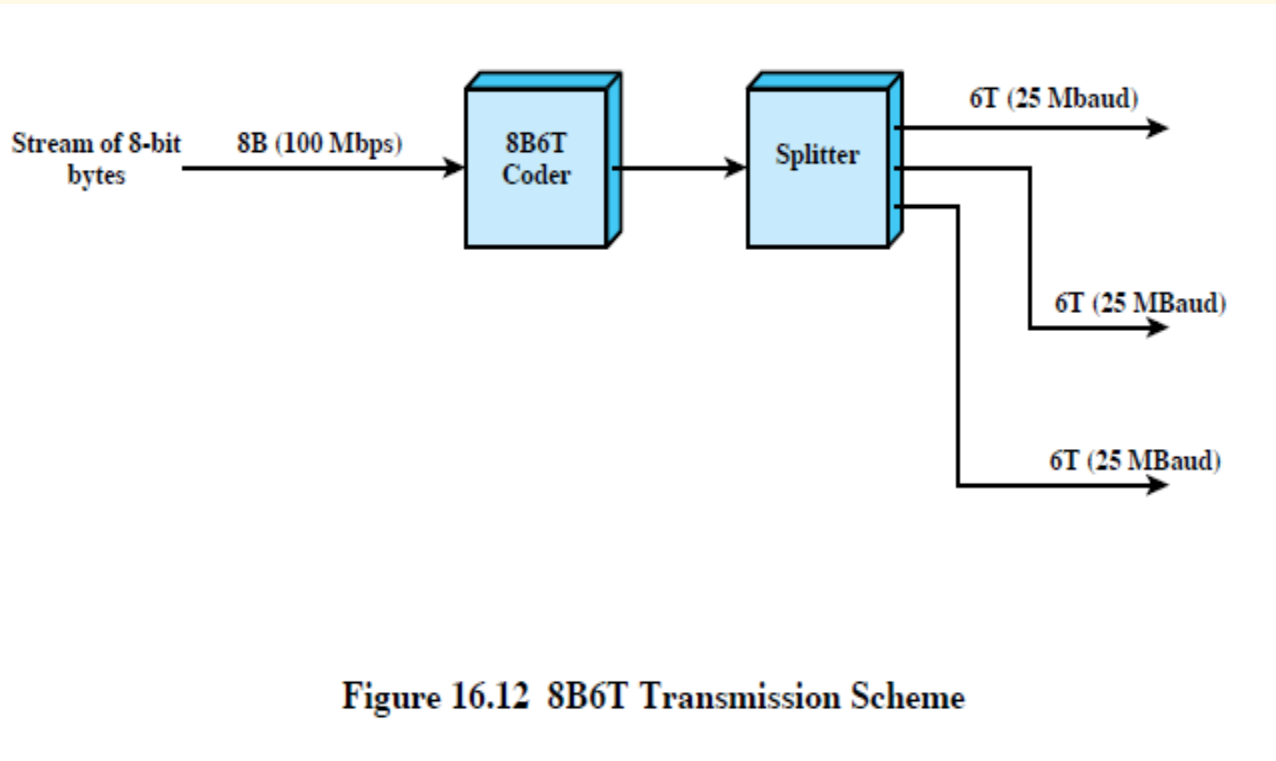 Stream of 8-bit
bytes
8B (100 Mbps)
8B6T
Coder
Splitter
6T (25 Mbaud)
6T (25 MBaud)
6T (25 MBaud)
Figure 16.12 8B6T Transmission Scheme